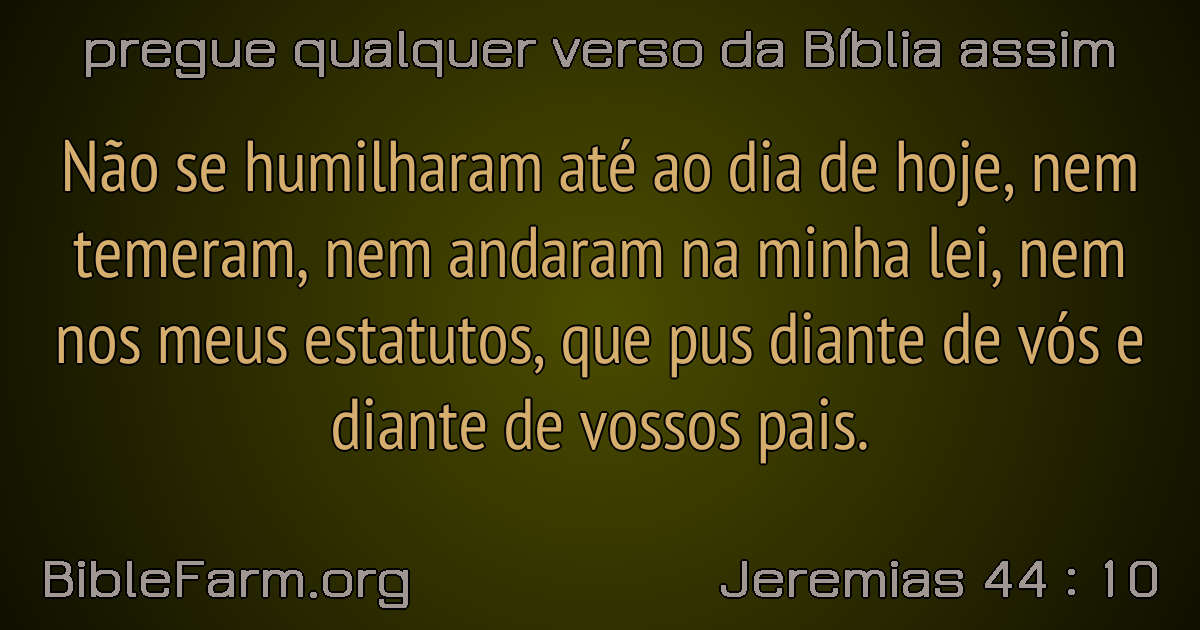 pregue qualquer verso da Bíblia assim
Não se humilharam até ao dia de hoje, nem
temeram, nem andaram na minha lei, nem
nos meus estatutos, que pus diante de vós e
diante de vossos pais.
BibleFarm.org
Jeremias 44 : 10